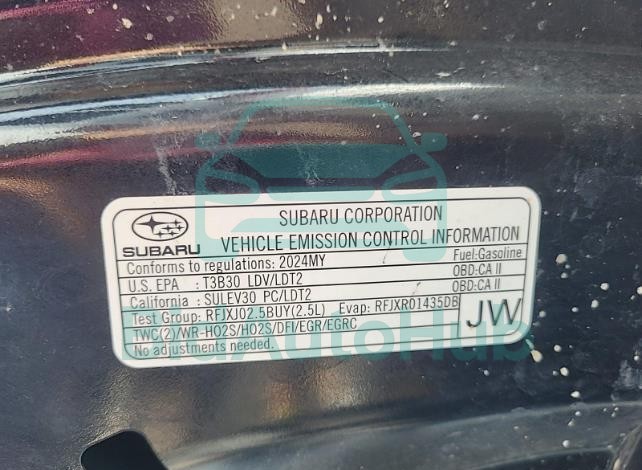 SUBARU CORPORATION
SUBARU
VEHICLE EMISSION CONTROL INFORMATION
Conforms to regulations: 2024MY Fuel:Gasoline
U.S. EPA : T3B30 LDV/LDT2 OBD:CA II
California : SULEV30 PC/LDT2 OBD:CA II
Test Group: RFJXJ02.5BUY(2.5L) Evap: RFJXR01435DB
TWC(2)/WR-HO2S/HO2S/DFI/EGR/EGRC
JW
No adjustments needed.
AutoHub